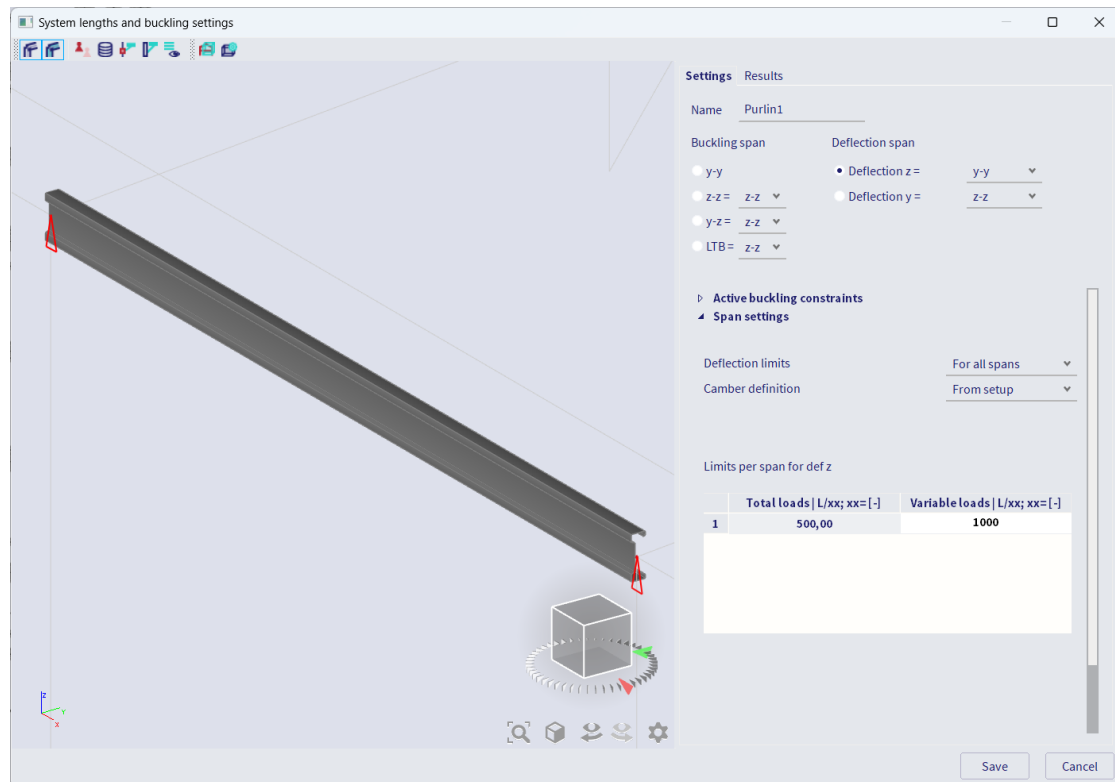 System lengths and buckling settings
Settings Results
Name Purlin1
Buckling span Deflection span
y-y Deflection z = y-y
z-z = z-z Deflection y = z-z
y-z = z-z
LTB = z-z
Active buckling constraints
Span settings
Deflection limits For all spans
Camber definition From setup
Limits per span for def z
Total loads | L/xx; xx=[-] Variable loads | L/xx; xx=[-]
1 500,00 1000
z
Y
x
Save Cancel